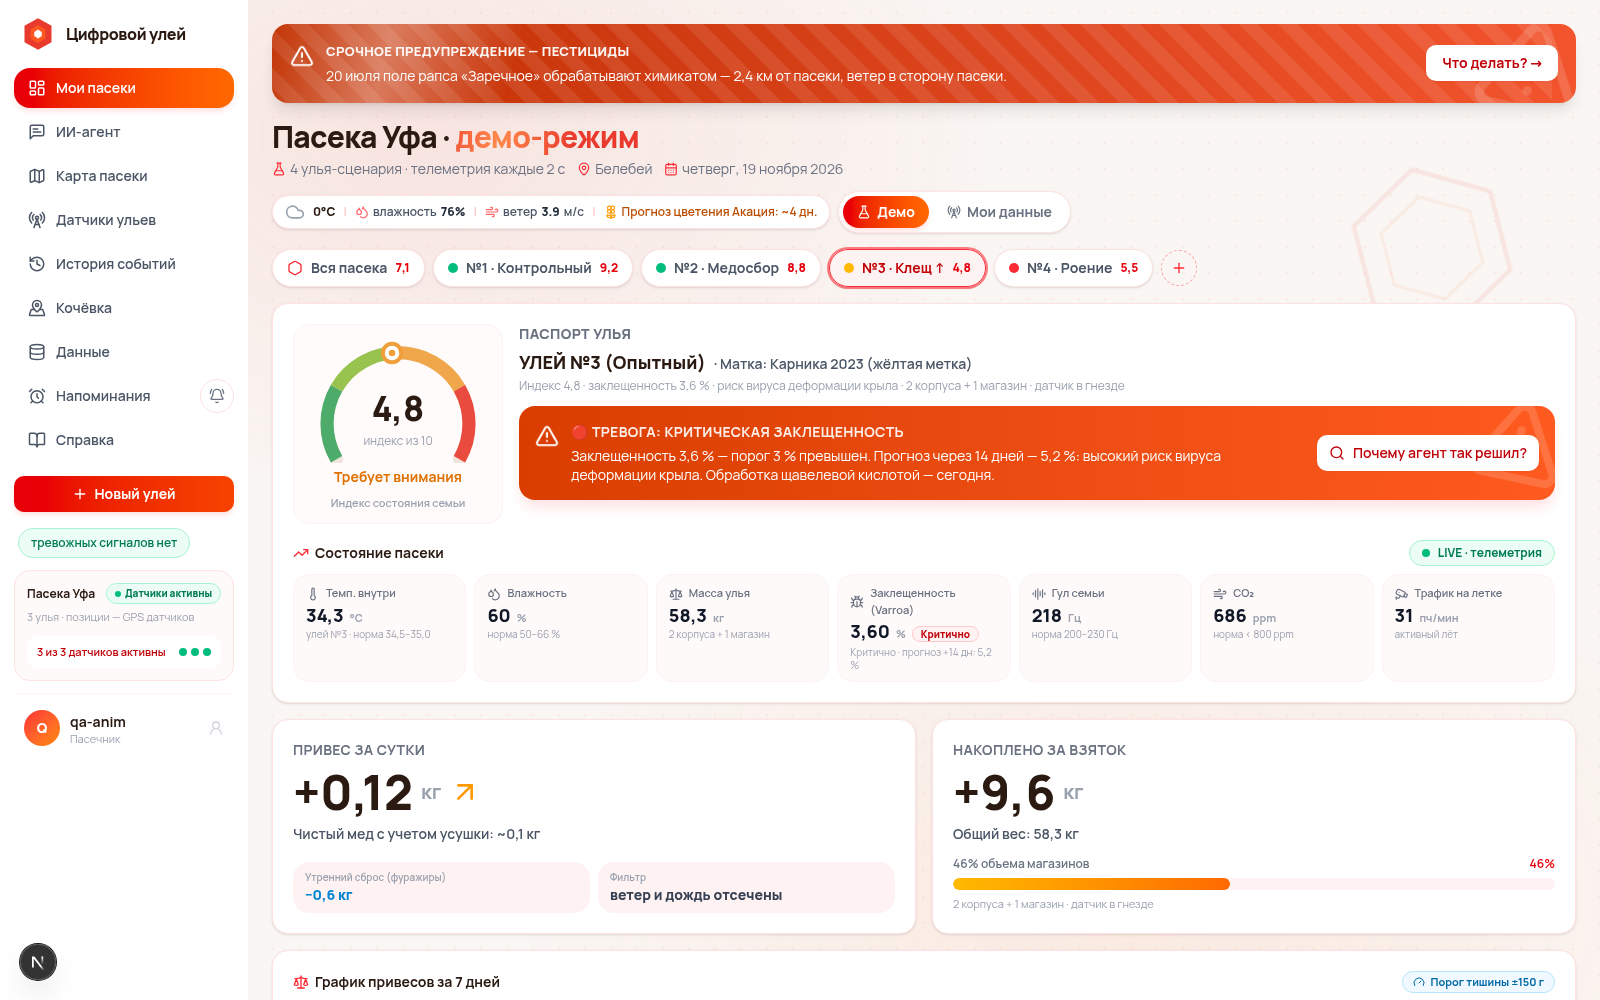 Цифровой улей
Мои пасеки
ИИ-агент
Карта пасеки
Датчики ульев
История событий
Кочёвка
Данные
Напоминания
Справка
+ Новый улей
тревожных сигналов нет
Пасека Уфа
Датчики активны
3 улья · позиции — GPS датчиков
3 из 3 датчиков активны
Q
qa-anim
Пасечник
N
СРОЧНОЕ ПРЕДУПРЕЖДЕНИЕ — ПЕСТИЦИДЫ
20 июля поле рапса «Заречное» обрабатывают химикатом — 2,4 км от пасеки, ветер в сторону пасеки.
Что делать? →
Пасека Уфа · демо-режим
4 улья-сценария · телеметрия каждые 2 с
Белебей
четверг, 19 ноября 2026
0°C
влажность 76%
ветер 3.9 м/с
Прогноз цветения Акация: ~4 дн.
Демо
Мои данные
Вся пасека 7,1
№1 · Контрольный 9,2
№2 · Медосбор 8,8
№3 · Клещ ↑ 4,8
№4 · Роение 5,5
+
4,8
индекс из 10
Требует внимания
Индекс состояния семьи
ПАСПОРТ УЛЬЯ
УЛЕЙ №3 (Опытный) · Матка: Карника 2023 (жёлтая метка)
Индекс 4,8 · заклещенность 3,6 % · риск вируса деформации крыла · 2 корпуса + 1 магазин · датчик в гнезде
🔴 ТРЕВОГА: КРИТИЧЕСКАЯ ЗАКЛЕЩЕННОСТЬ
Заклещенность 3,6 % — порог 3 % превышен. Прогноз через 14 дней — 5,2 %: высокий риск вируса
деформации крыла. Обработка щавелевой кислотой — сегодня.
Почему агент так решил?
Состояние пасеки
LIVE · телеметрия
Темп. внутри
34,3 °C
улей №3 · норма 34,5–35,0
Влажность
60 %
норма 50–66 %
Масса улья
58,3 кг
2 корпуса + 1 магазин
Заклещенность
(Varroa)
3,60 % Критично
Критично · прогноз +14 дн: 5,2
%
Гул семьи
218 Гц
норма 200–230 Гц
CO₂
686 ppm
норма < 800 ppm
Трафик на летке
31 пч/мин
активный лёт
ПРИВЕС ЗА СУТКИ
+0,12 кг
Чистый мед с учетом усушки: ~0,1 кг
Утренний сброс (фуражиры)
−0,6 кг
Фильтр
ветер и дождь отсечены
НАКОПЛЕНО ЗА ВЗЯТОК
+9,6 кг
Общий вес: 58,3 кг
46% объема магазинов
46%
2 корпуса + 1 магазин · датчик в гнезде
График привесов за 7 дней
Порог тишины ±150 г